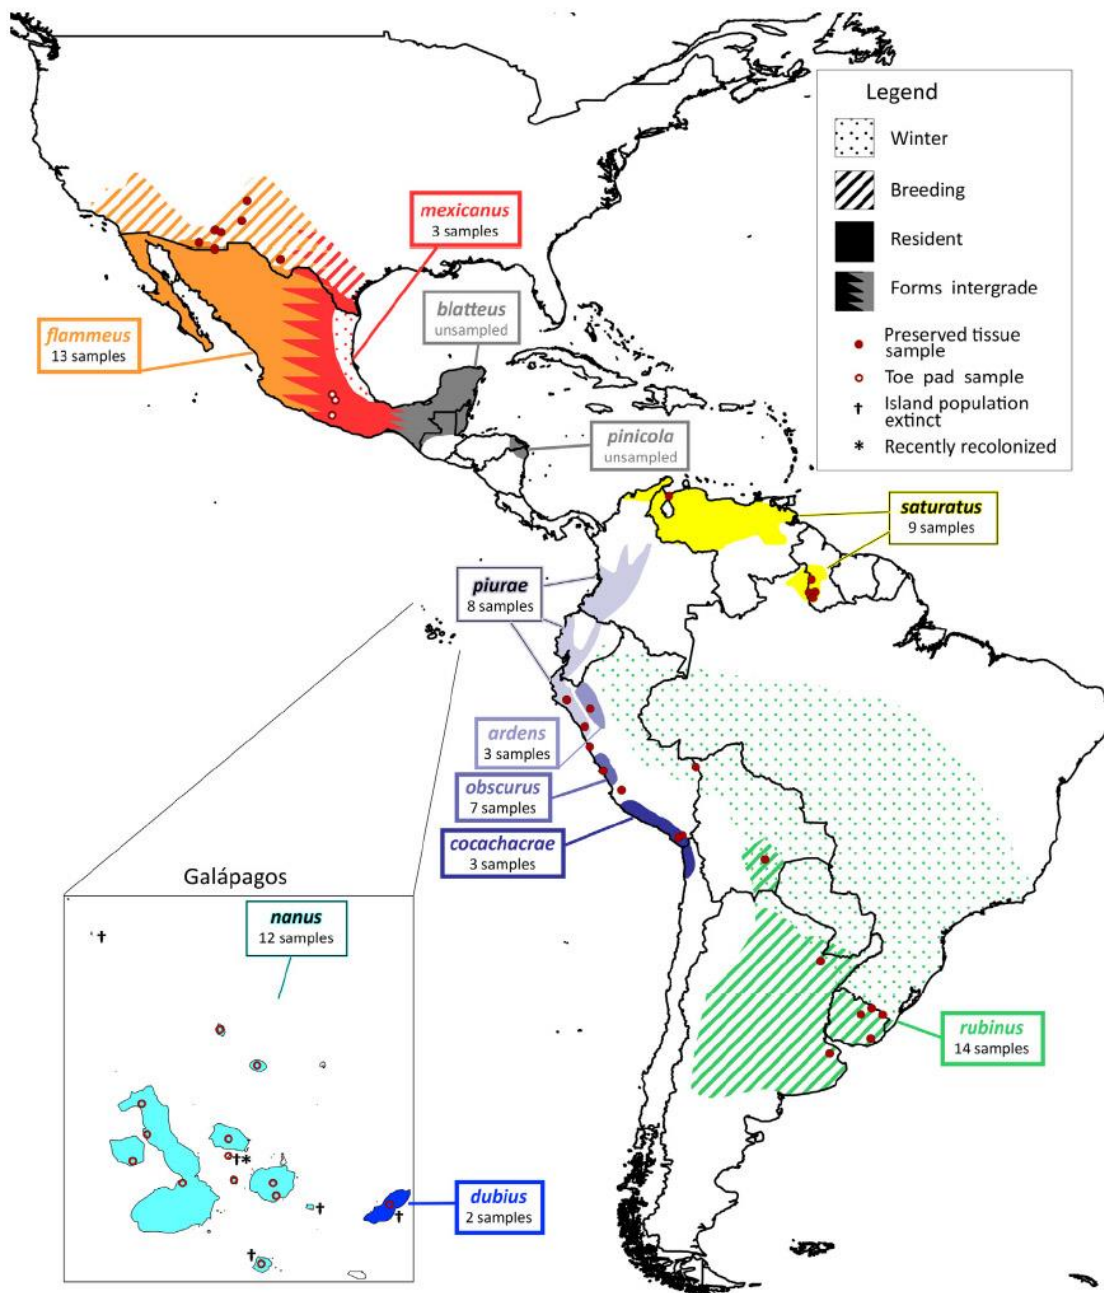 Legend
Winter
Breeding
Resident
Forms intergrade
Preserved tissue
sample
Toe pad sample
Island population
extinct
Recently recolonized
mexicanus
3 samples
blatteus
unsampled
flammeus
13 samples
pinicola
unsampled
saturatus
9 samples
piurae
8 samples
ardens
3 samples
obscurus
7 samples
cocachacrae
3 samples
Galápagos
nanus
12 samples
rubinus
14 samples
dubius
2 samples